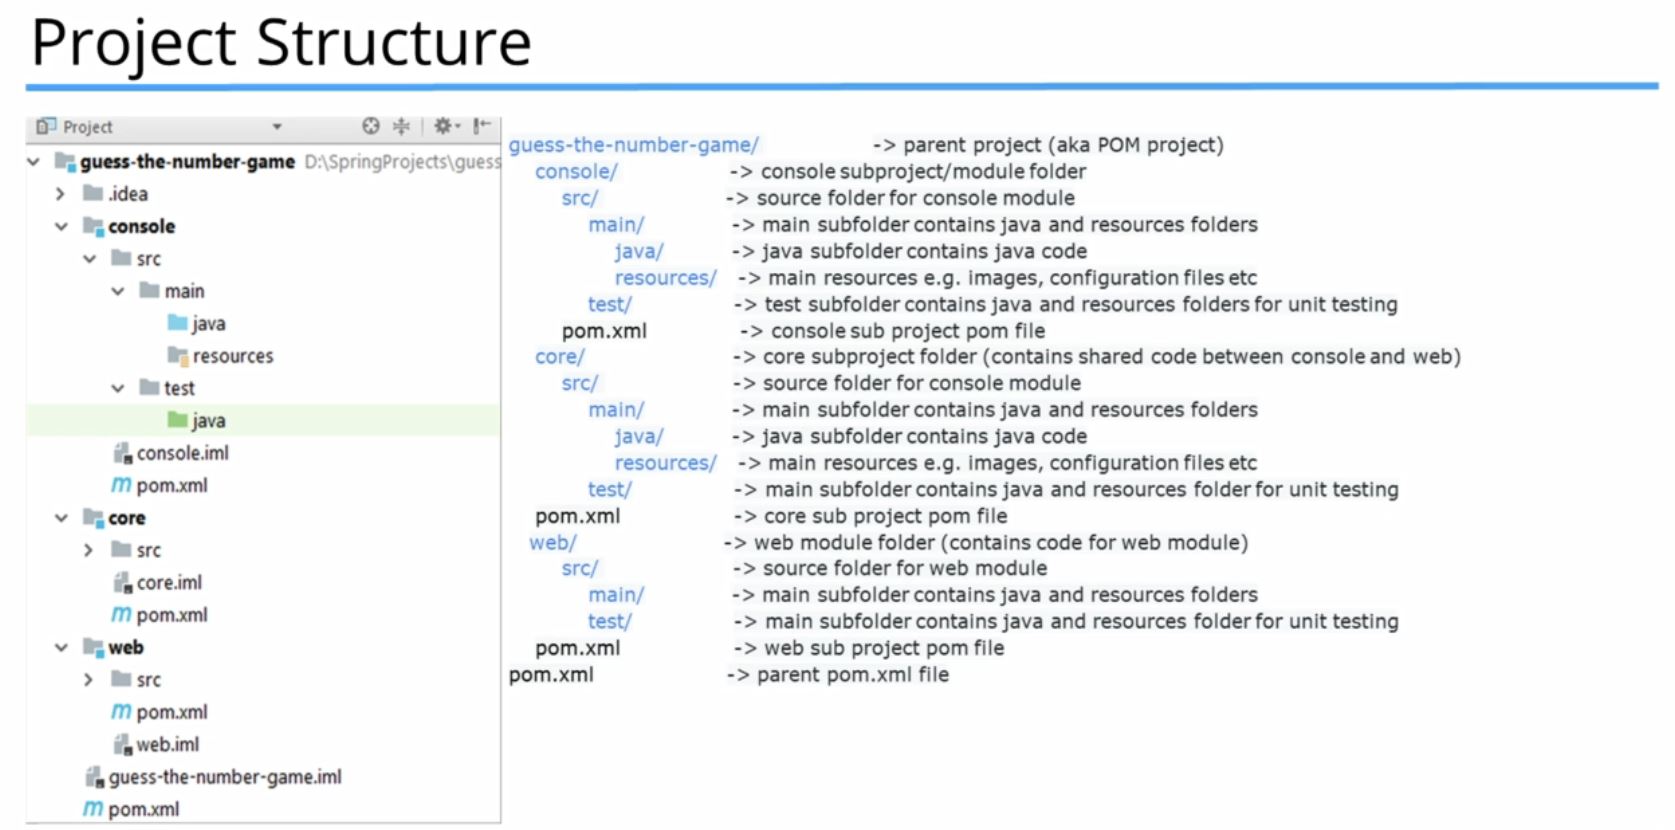 Project Structure
Project
guess-the-number-game D:\SpringProjects\guess
.idea
console
src
main
java
resources
test
java
console.iml
pom.xml
core
src
core.iml
pom.xml
web
src
pom.xml
web.iml
guess-the-number-game.iml
pom.xml
guess-the-number-game/ -> parent project (aka POM project)
console/ -> console subproject/module folder
src/ -> source folder for console module
main/ -> main subfolder contains java and resources folders
java/ -> java subfolder contains java code
resources/ -> main resources e.g. images, configuration files etc
test/ -> test subfolder contains java and resources folders for unit testing
pom.xml -> console sub project pom file
core/ -> core subproject folder (contains shared code between console and web)
src/ -> source folder for console module
main/ -> main subfolder contains java and resources folders
java/ -> java subfolder contains java code
resources/ -> main resources e.g. images, configuration files etc
test/ -> main subfolder contains java and resources folder for unit testing
pom.xml -> core sub project pom file
web/ -> web module folder (contains code for web module)
src/ -> source folder for web module
main/ -> main subfolder contains java and resources folders
test/ -> main subfolder contains java and resources folder for unit testing
pom.xml -> web sub project pom file
pom.xml -> parent pom.xml file